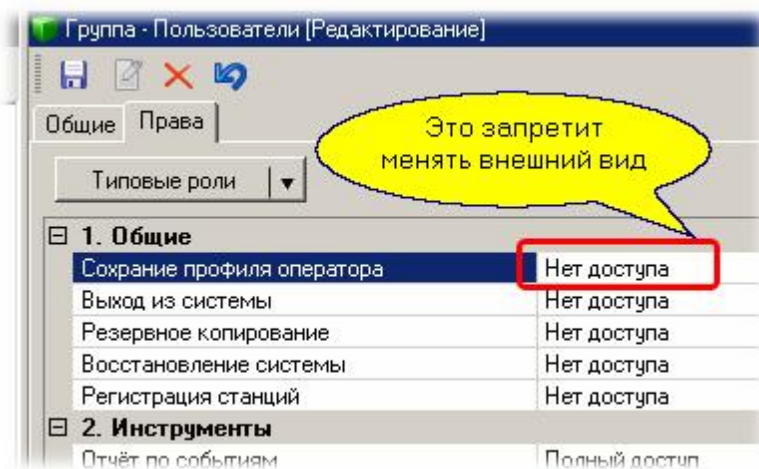 Группа - Пользователи [Редактирование]
Общие Права
Это запретит
менять внешний вид
Типовые роли
1. Общие
Сохрание профиля оператора Нет доступа
Выход из системы Нет доступа
Резервное копирование Нет доступа
Восстановление системы Нет доступа
Регистрация станций Нет доступа
2. Инструменты
Отчёт по событиям Полный доступ